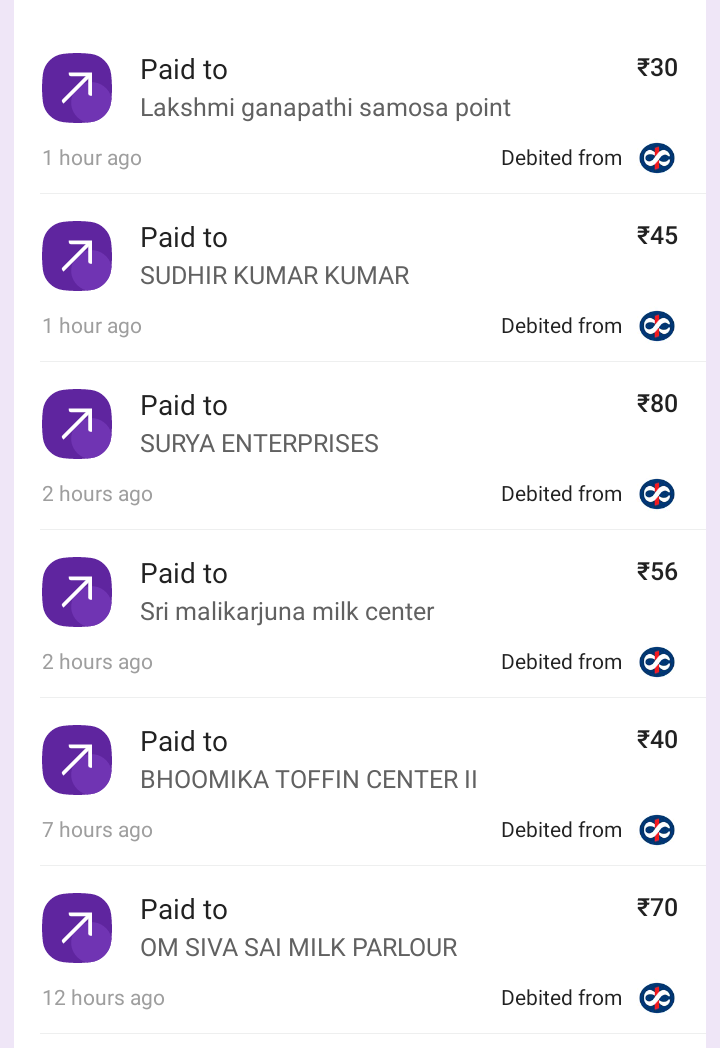 Paid to
₹30
Lakshmi ganapathi samosa point
1 hour ago
Debited from
Paid to
₹45
SUDHIR KUMAR KUMAR
1 hour ago
Debited from
Paid to
₹80
SURYA ENTERPRISES
2 hours ago
Debited from
Paid to
₹56
Sri malikarjuna milk center
2 hours ago
Debited from
Paid to
₹40
BHOOMIKA TOFFIN CENTER II
7 hours ago
Debited from
Paid to
₹70
OM SIVA SAI MILK PARLOUR
12 hours ago
Debited from